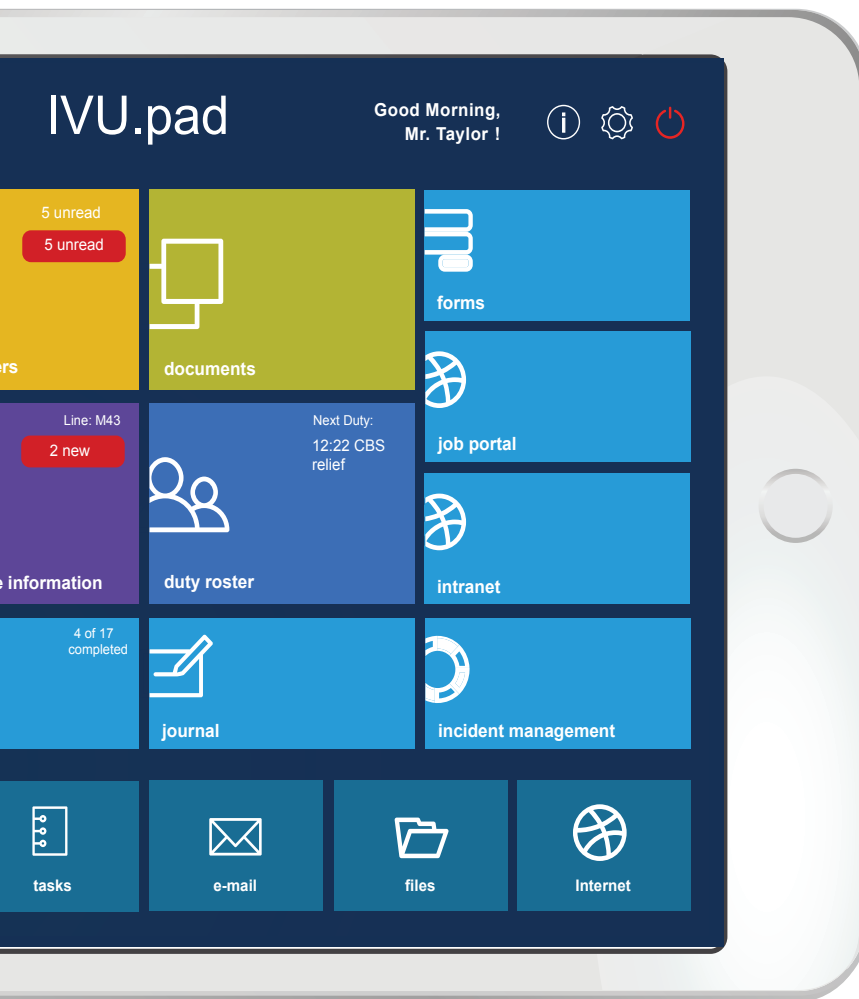 IVU.pad
Good Morning,
Mr. Taylor !
5 unread
5 unread
documents
forms
job portal
Line: M43
2 new
information
Next Duty:
12:22 CBS
relief
duty roster
intranet
4 of 17
completed
journal
incident management
tasks
e-mail
files
Internet